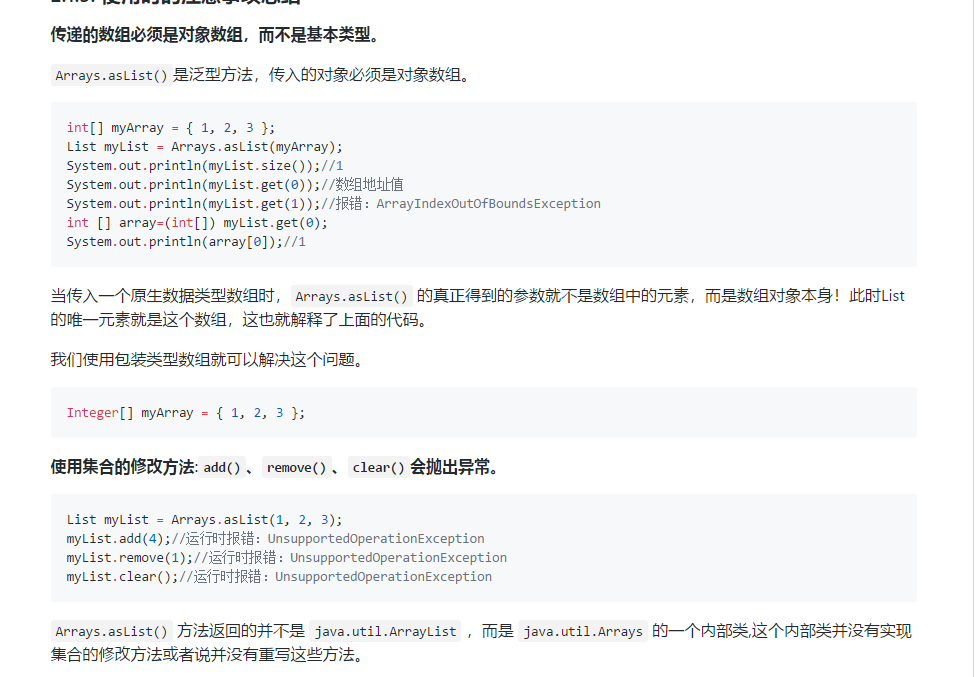 传递的数组必须是对象数组，而不是基本类型。
Arrays.asList()是泛型方法，传入的对象必须是对象数组。
int[] myArray = { 1, 2, 3 };
List myList = Arrays.asList(myArray);
System.out.println(myList.size());//1
System.out.println(myList.get(0));//数组地址值
System.out.println(myList.get(1));//报错：ArrayIndexOutOfBoundsException
int [] array=(int[]) myList.get(0);
System.out.println(array[0]);//1
当传入一个原生数据类型数组时，Arrays.asList() 的真正得到的参数就不是数组中的元素，而是数组对象本身！此时List
的唯一元素就是这个数组，这也就解释了上面的代码。
我们使用包装类型数组就可以解决这个问题。
Integer[] myArray = { 1, 2, 3 };
使用集合的修改方法:add()、remove()、clear()会抛出异常。
List myList = Arrays.asList(1, 2, 3);
myList.add(4);//运行时报错：UnsupportedOperationException
myList.remove(1);//运行时报错：UnsupportedOperationException
myList.clear();//运行时报错：UnsupportedOperationException
Arrays.asList() 方法返回的并不是 java.util.ArrayList ，而是 java.util.Arrays 的一个内部类,这个内部类并没有实现
集合的修改方法或者说并没有重写这些方法。